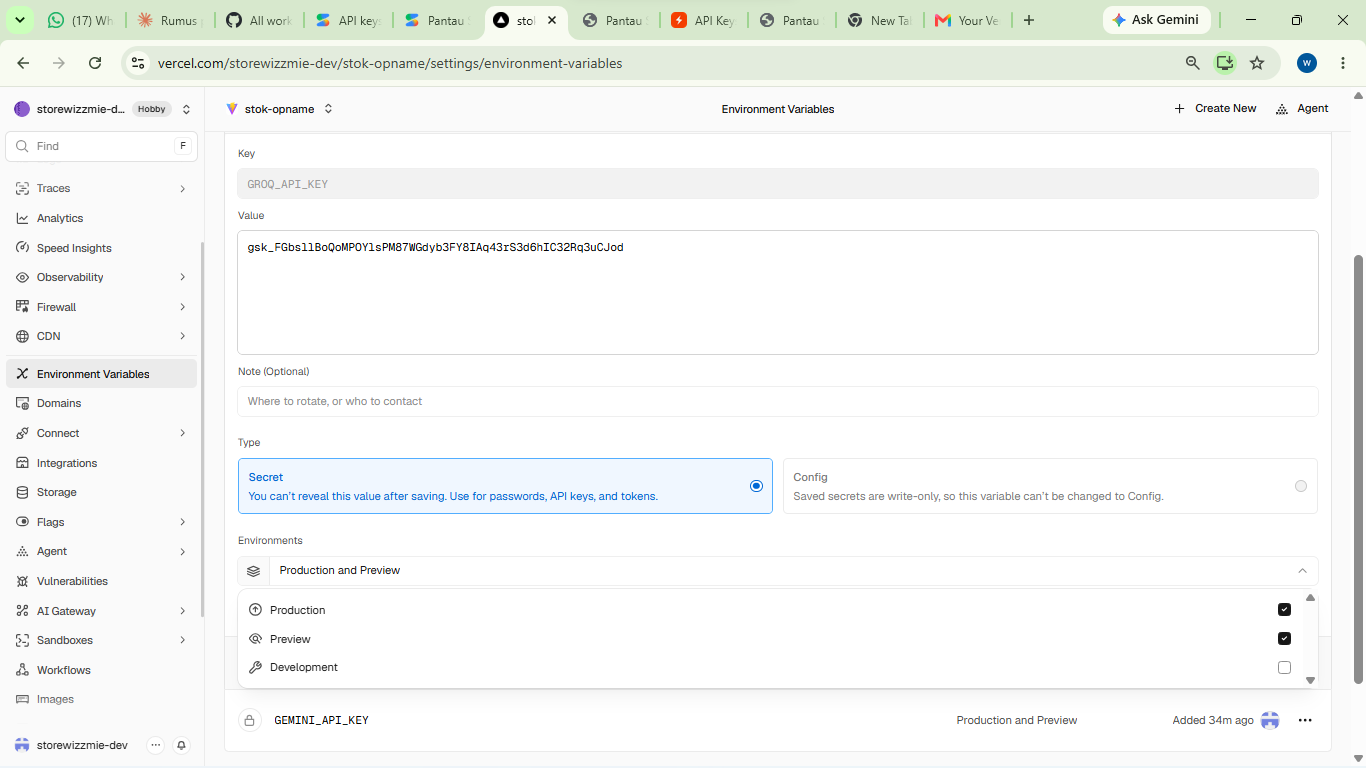 (17) Wh
Rumus
All work
API keys
Pantau S
stok
Pantau S
API Key
Pantau
New Tab
Your Ve
Ask Gemini
vercel.com/storewizzmie-dev/stok-opname/settings/environment-variables
W
storewizzmie-d...
Hobby
stok-opname
Environment Variables
Create New
Agent
Find
F
Traces
Analytics
Speed Insights
Observability
Firewall
CDN
Environment Variables
Domains
Connect
Integrations
Storage
Flags
Agent
Vulnerabilities
AI Gateway
Sandboxes
Workflows
Images
storewizzmie-dev
Key
GROQ_API_KEY
Value
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
Note (Optional)
Where to rotate, or who to contact
Type
Secret
You can't reveal this value after saving. Use for passwords, API keys, and tokens.
Config
Saved secrets are write-only, so this variable can't be changed to Config.
Environments
Production and Preview
Production
Preview
Development
GEMINI_API_KEY
Production and Preview
Added 34m ago